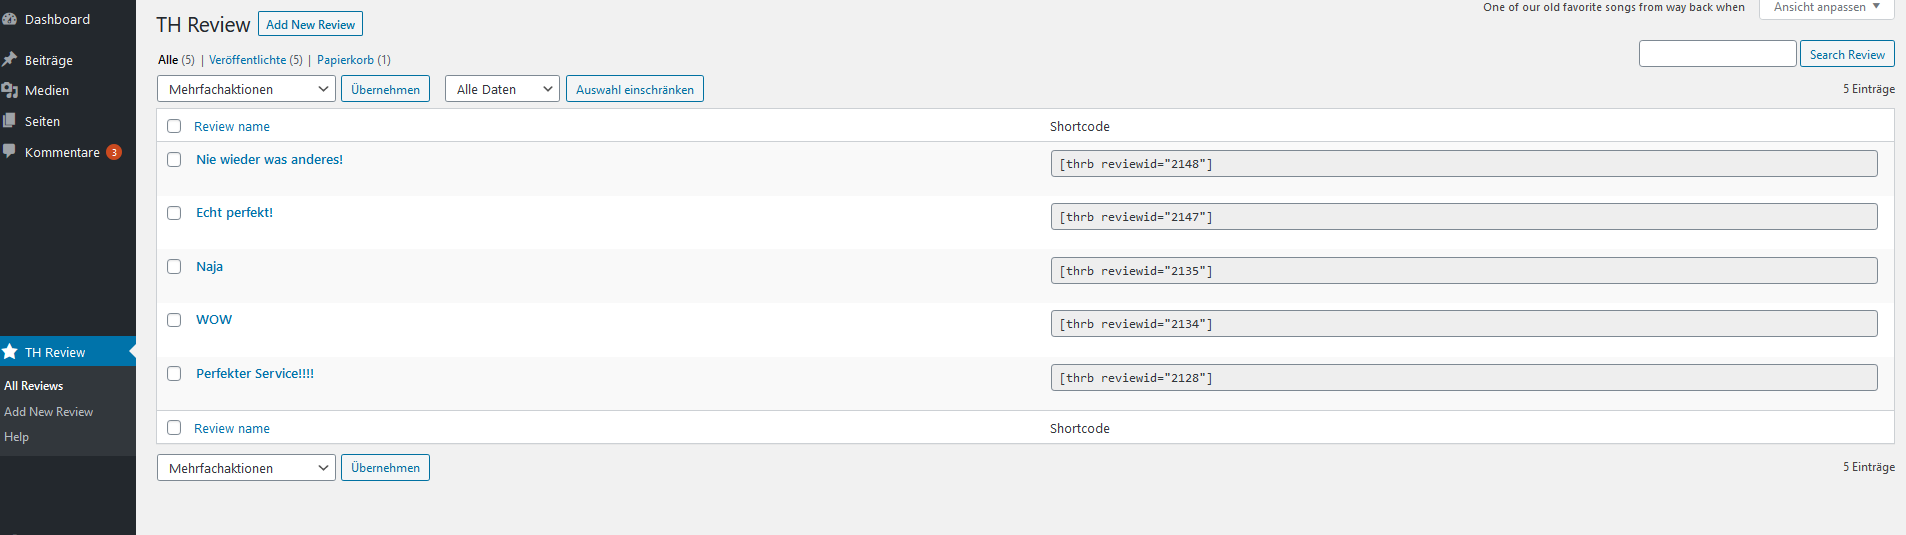 Dashboard
Beiträge
Medien
Seiten
Kommentare 3
TH Review
All Reviews
Add New Review
Help
One of our old favorite songs from way back when
Ansicht anpassen
TH Review Add New Review
Alle (5) | Veröffentlichte (5) | Papierkorb (1)
Search Review
Mehrfachaktionen Übernehmen Alle Daten Auswahl einschränken
5 Einträge
Review name Shortcode
Nie wieder was anderes! [thrb reviewid="2148"]
Echt perfekt! [thrb reviewid="2147"]
Naja [thrb reviewid="2135"]
WOW [thrb reviewid="2134"]
Perfekter Service!!!! [thrb reviewid="2128"]
Review name Shortcode
Mehrfachaktionen Übernehmen
5 Einträge